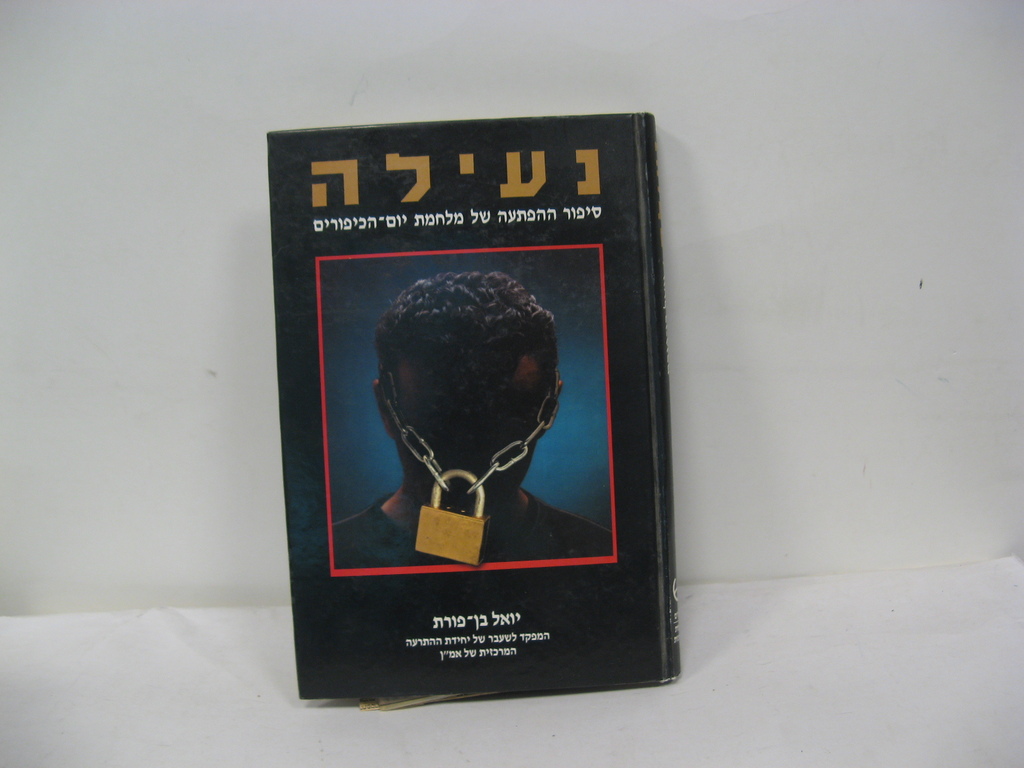 נעילה
סיפור ההפתעה של מלחמת יום-הכיפורים
יואל בן-פורת
המפקד לשעבר של יחידת ההתרעה
המרכזית של אמ"ן